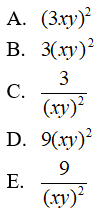 A. (3xy)²
B. 3(xy)²
C. 3/(xy)²
D. 9(xy)²
E. 9/(xy)²